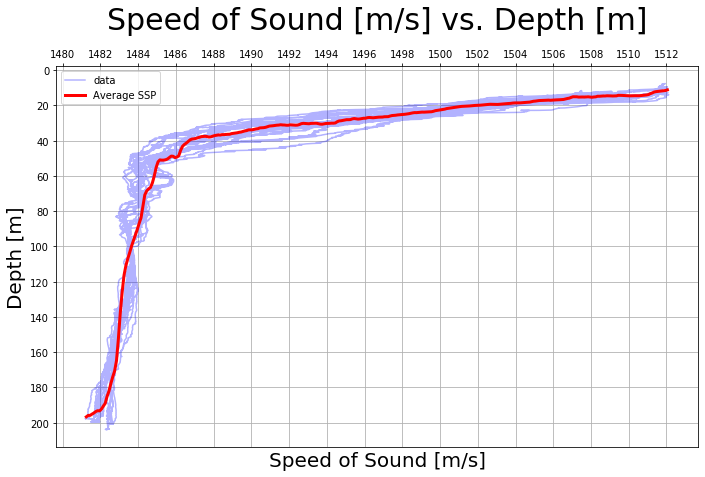 Speed of Sound [m/s] vs. Depth [m]
1480 1482 1484 1486 1488 1490 1492 1494 1496 1498 1500 1502 1504 1506 1508 1510 1512
data
Average SSP
0
20
40
60
80
100
120
140
160
180
200
Depth [m]
Speed of Sound [m/s]